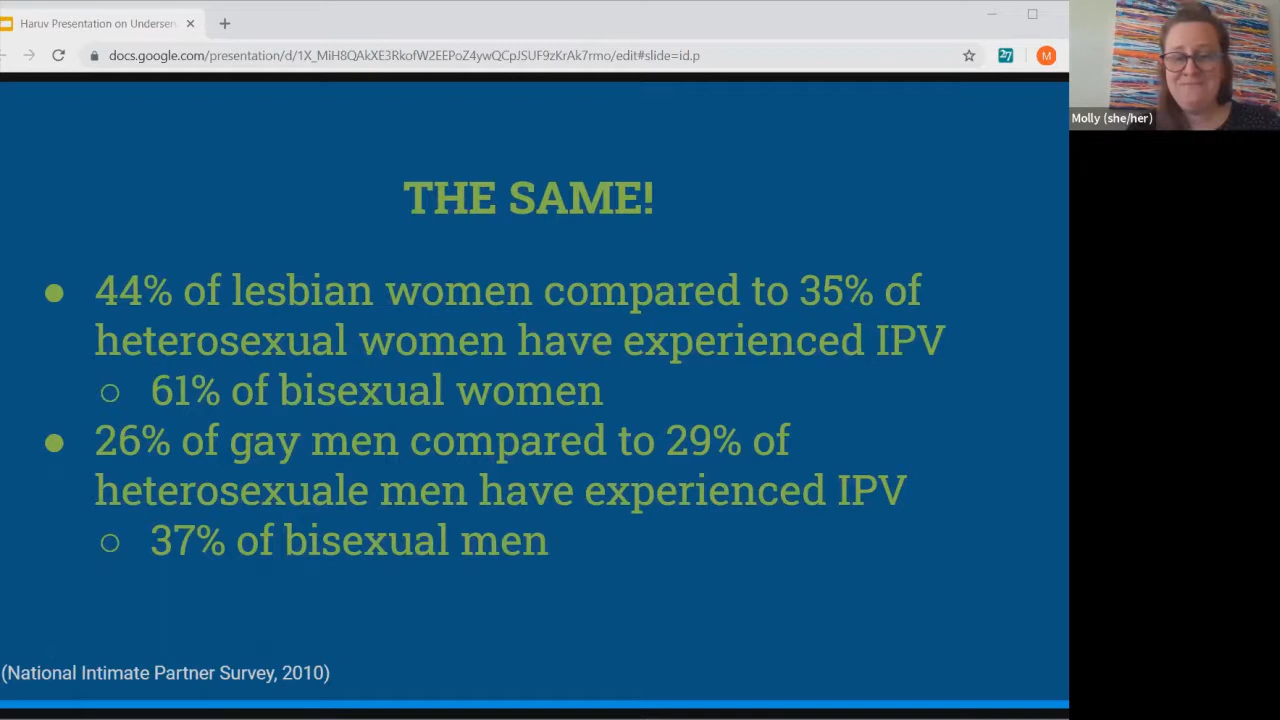 Haruv Presentation on Underser
docs.google.com/presentation/d/1X_MiH8QAkXE3RkofW2EEPoZ4ywQCpJSUF9zKrAk7rmo/edit#slide=id.p
27
M
Molly (she/her)
THE SAME!
● 44% of lesbian women compared to 35% of
heterosexual women have experienced IPV
○ 61% of bisexual women
● 26% of gay men compared to 29% of
heterosexuale men have experienced IPV
○ 37% of bisexual men
(National Intimate Partner Survey, 2010)